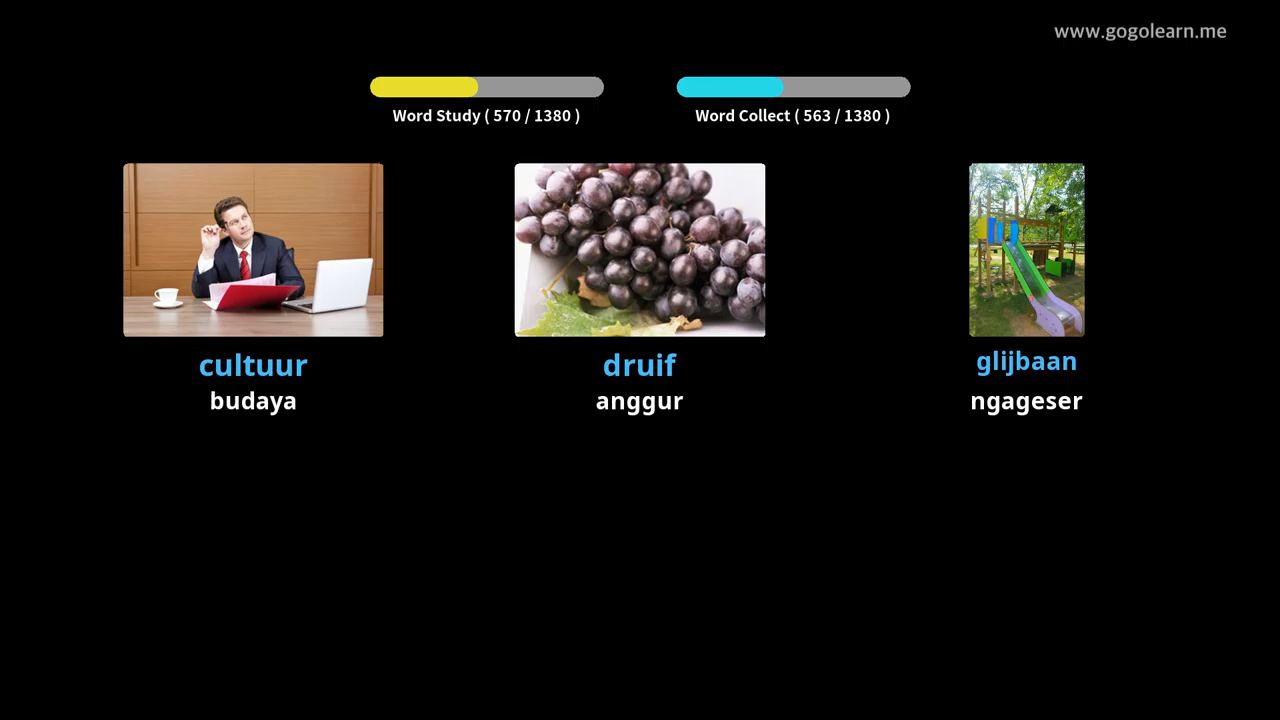 www.gogolearn.me
Word Study ( 570 / 1380 )
Word Collect ( 563 / 1380 )
cultuur
budaya
druif
anggur
glijbaan
ngageser